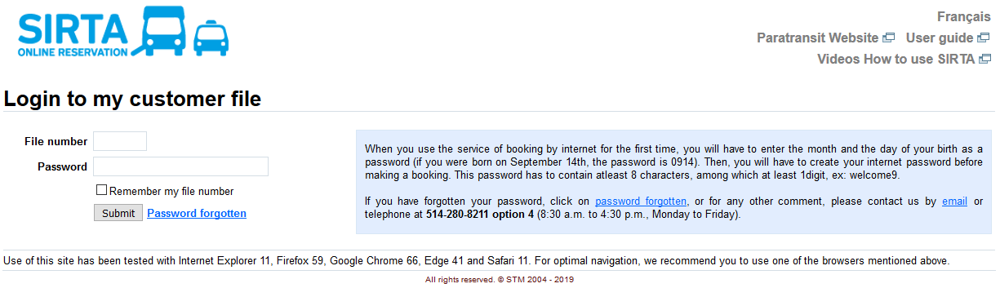 SIRTA
ONLINE RESERVATION
Français
Paratransit Website User guide
Videos How to use SIRTA
Login to my customer file
File number
Password
Remember my file number
Submit Password forgotten
When you use the service of booking by internet for the first time, you will have to enter the month and the day of your birth as a
password (if you were born on September 14th, the password is 0914). Then, you will have to create your internet password before
making a booking. This password has to contain atleast 8 characters, among which at least 1digit, ex: welcome9.
If you have forgotten your password, click on password forgotten, or for any other comment, please contact us by email or
telephone at 514-280-8211 option 4 (8:30 a.m. to 4:30 p.m., Monday to Friday).
Use of this site has been tested with Internet Explorer 11, Firefox 59, Google Chrome 66, Edge 41 and Safari 11. For optimal navigation, we recommend you to use one of the browsers mentioned above.
All rights reserved. © STM 2004 - 2019